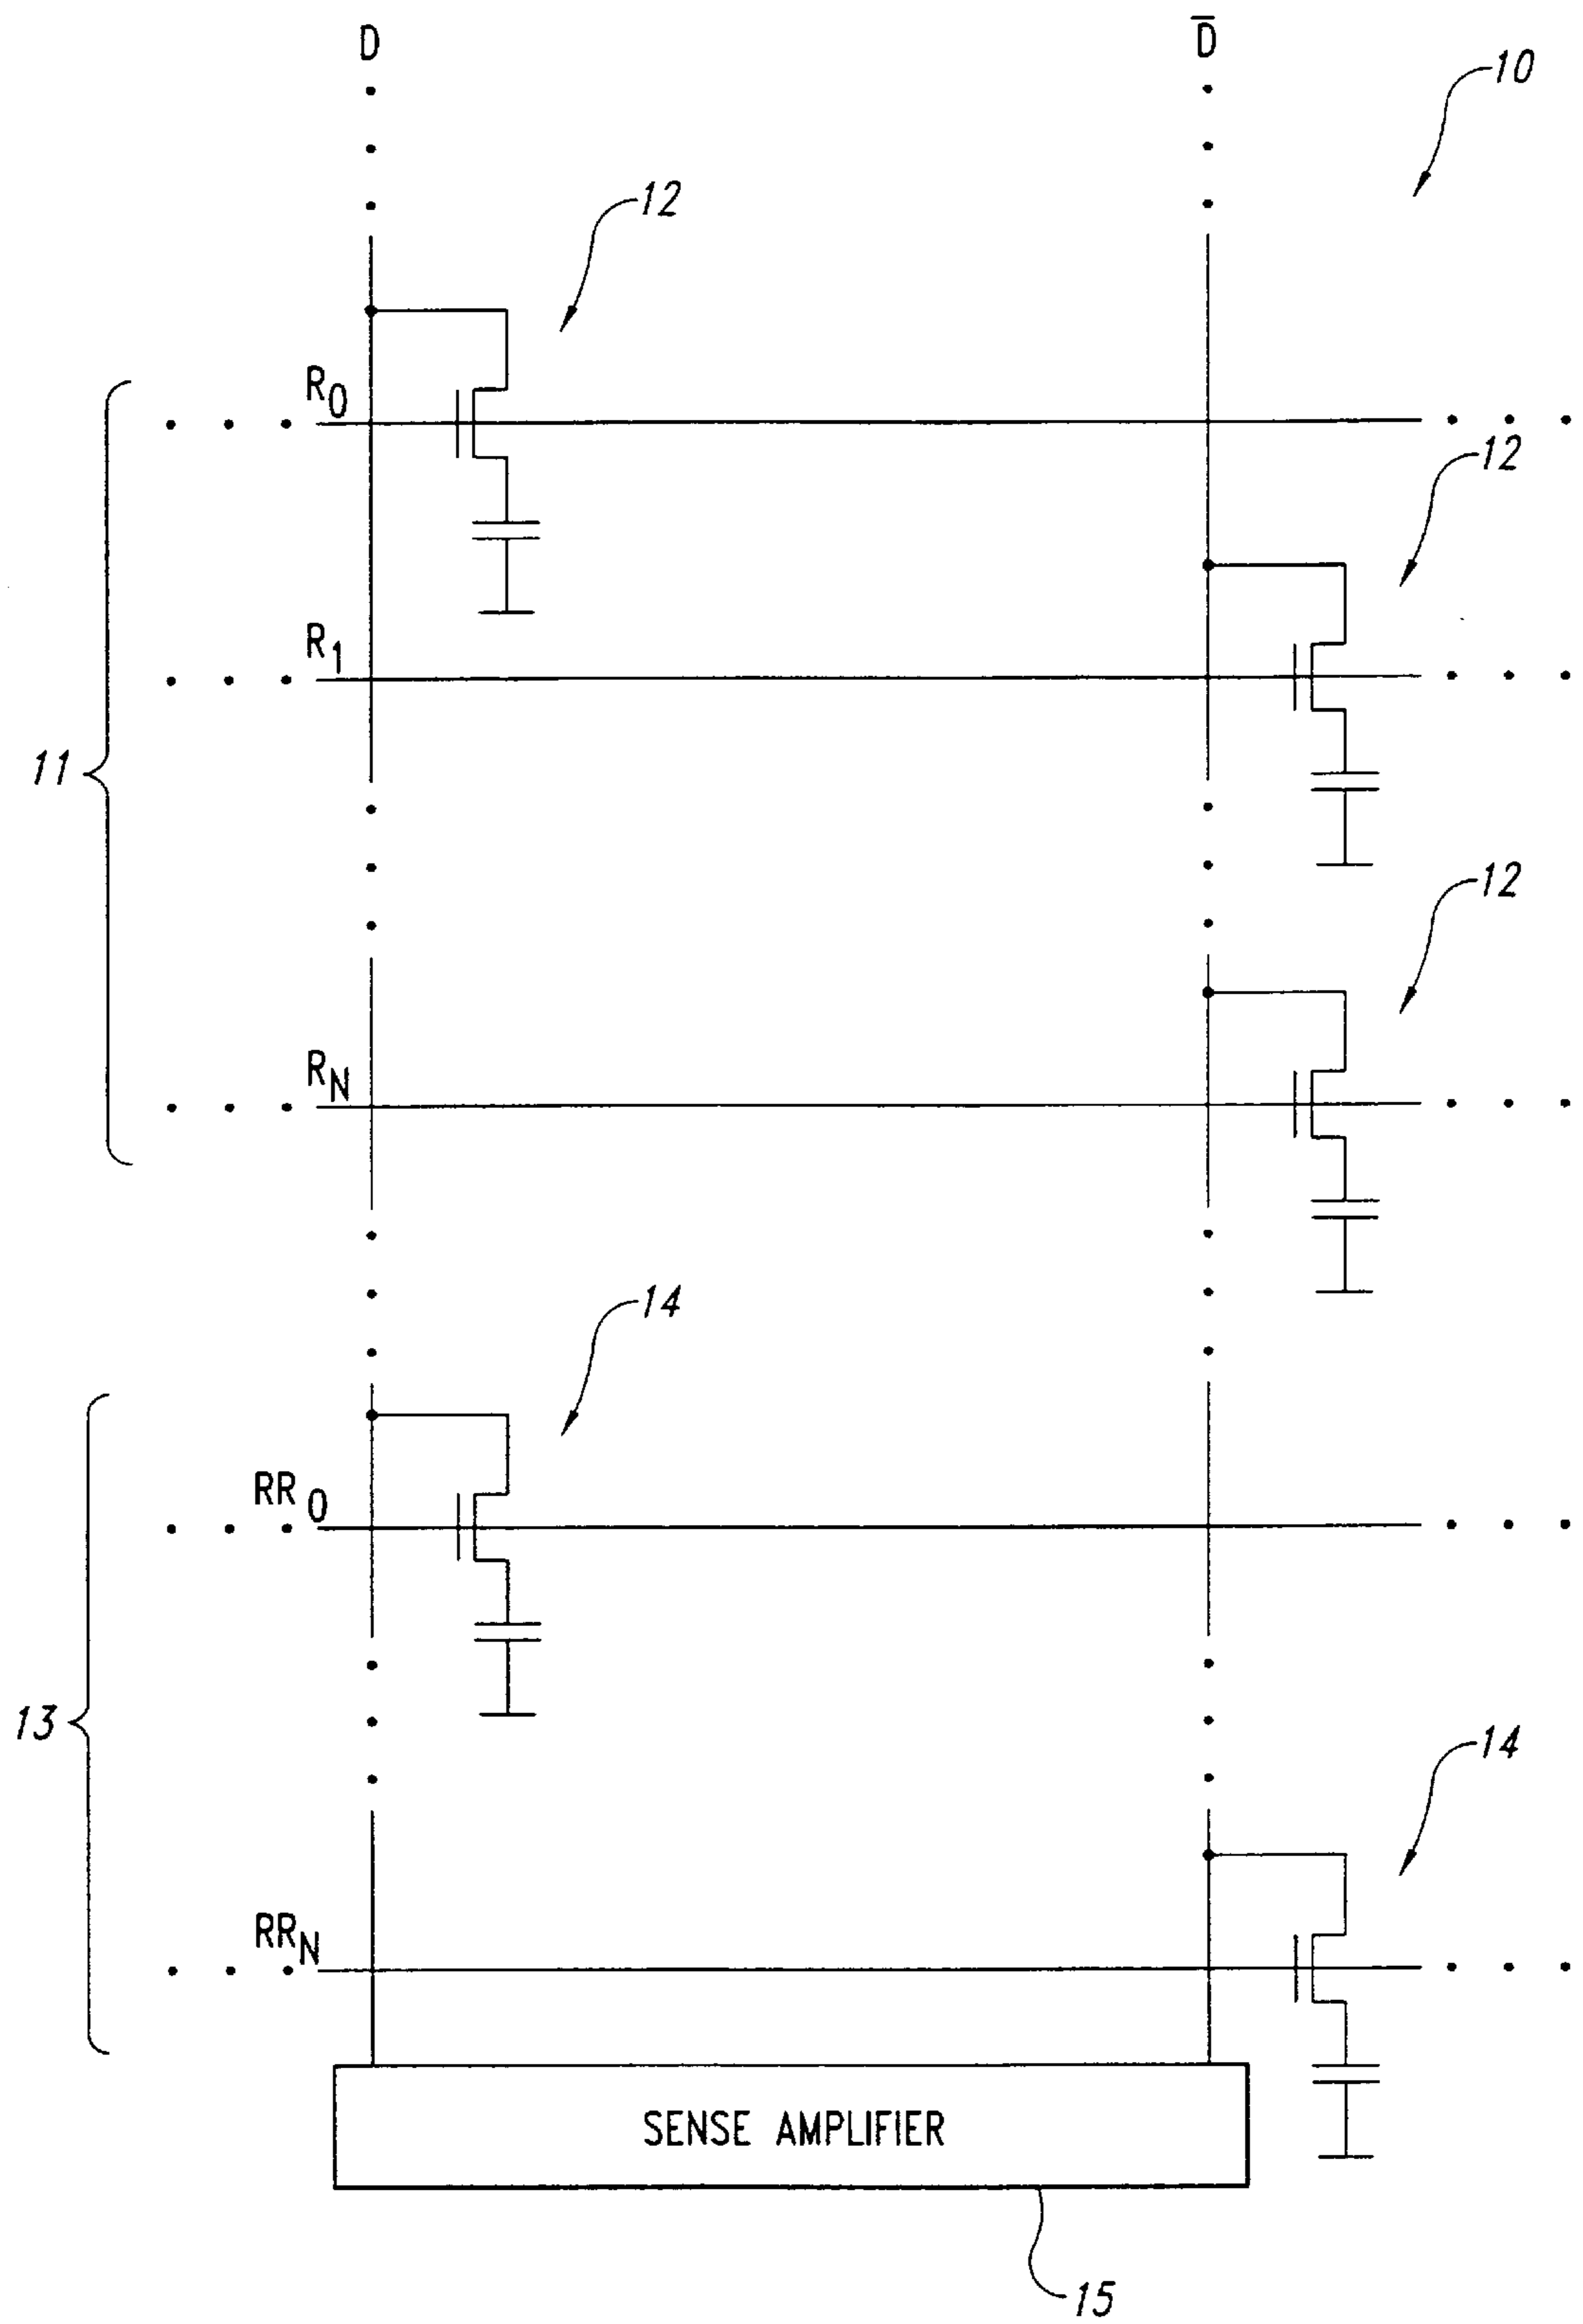 D D̅
10
12
R0
12
R1
11
12
RN
14
RR0
13
14
RRN
SENSE AMPLIFIER
15